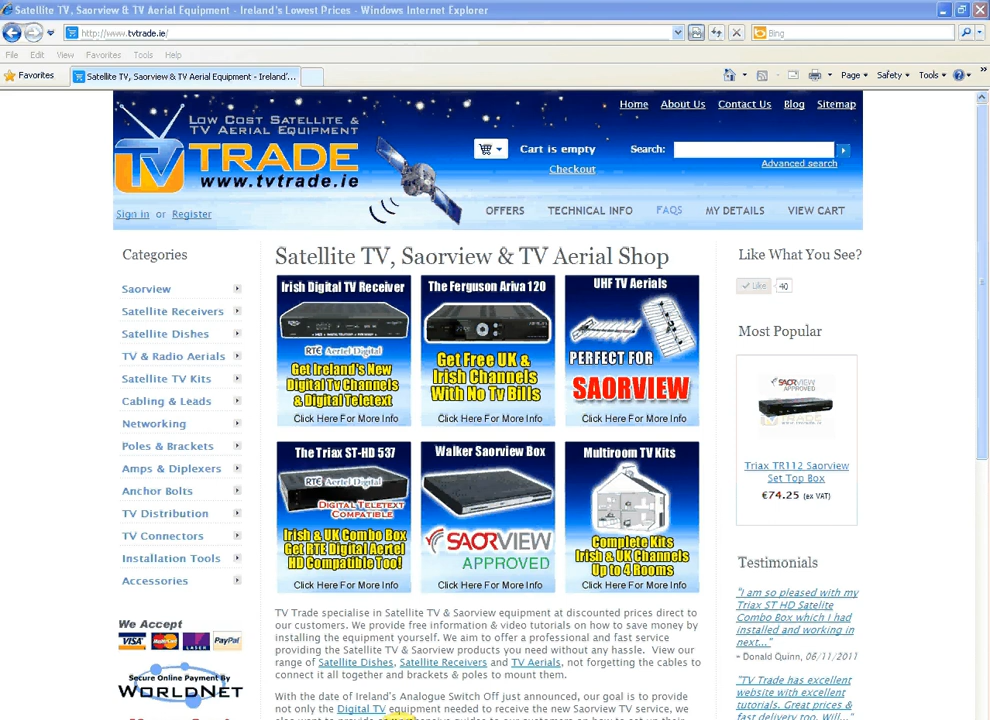 Satellite TV, Saorview & TV Aerial Equipment - Ireland's Lowest Prices - Windows Internet Explorer
http://www.tvtrade.ie/
Bing
File Edit View Favorites Tools Help
Favorites
Satellite TV, Saorview & TV Aerial Equipment - Ireland'...
Page Safety Tools
Home About Us Contact Us Blog Sitemap
Low Cost Satellite &
TV Aerial Equipment
TV TRADE
www.tvtrade.ie
Cart is empty
Checkout
Search:
Advanced search
Sign in or Register
OFFERS TECHNICAL INFO FAQS MY DETAILS VIEW CART
Categories
Saorview
Satellite Receivers
Satellite Dishes
TV & Radio Aerials
Satellite TV Kits
Cabling & Leads
Networking
Poles & Brackets
Amps & Diplexers
Anchor Bolts
TV Distribution
TV Connectors
Installation Tools
Accessories
We Accept
VISA MasterCard LASER PayPal
Secure Online Payment By
WORLDNET
Satellite TV, Saorview & TV Aerial Shop
Irish Digital TV Receiver
RTE Aertel Digital
Get Ireland's New
Digital Tv Channels
& Digital Teletext
Click Here For More Info
The Ferguson Ariva 120
Get Free UK &
Irish Channels
With No Tv Bills
Click Here For More Info
UHF TV Aerials
PERFECT FOR
SAORVIEW
Click Here For More Info
The Triax ST-HD 537
RTE Aertel Digital
DIGITAL TELETEXT
COMPATIBLE
Irish & UK Combo Box
Get RTE Digital Aertel
HD Compatible Too!
Click Here For More Info
Walker Saorview Box
SAORVIEW
APPROVED
Click Here For More Info
Multiroom TV Kits
Complete Kits
Irish & UK Channels
Up to 4 Rooms
Click Here For More Info
TV Trade specialise in Satellite TV & Saorview equipment at discounted prices direct to
our customers. We provide free information & video tutorials on how to save money by
installing the equipment yourself. We aim to offer a professional and fast service
providing the Satellite TV & Saorview products you need without any hassle. View our
range of Satellite Dishes, Satellite Receivers and TV Aerials, not forgetting the cables to
connect it all together and brackets & poles to mount them.
With the date of Ireland's Analogue Switch Off just announced, our goal is to provide
not only the Digital TV equipment needed to receive the new Saorview TV service, we
Like What You See?
Like 40
Most Popular
SAORVIEW
APPROVED
Triax TR112 Saorview
Set Top Box
€74.25 (ex VAT)
Testimonials
"I am so pleased with my
Triax ST HD Satelite
Combo Box which I had
installed and working in
next..."
~ Donald Quinn, 06/11/2011
"TV Trade has excellent
website with excellent
tutorials. Great prices &
fast delivery too. Will..."